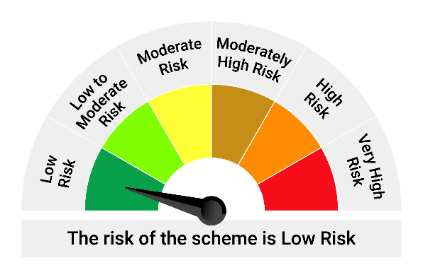 Low
Risk
Low to
Moderate
Risk
Moderate
Risk
Moderately
High Risk
High
Risk
Very High
Risk
The risk of the scheme is Low Risk